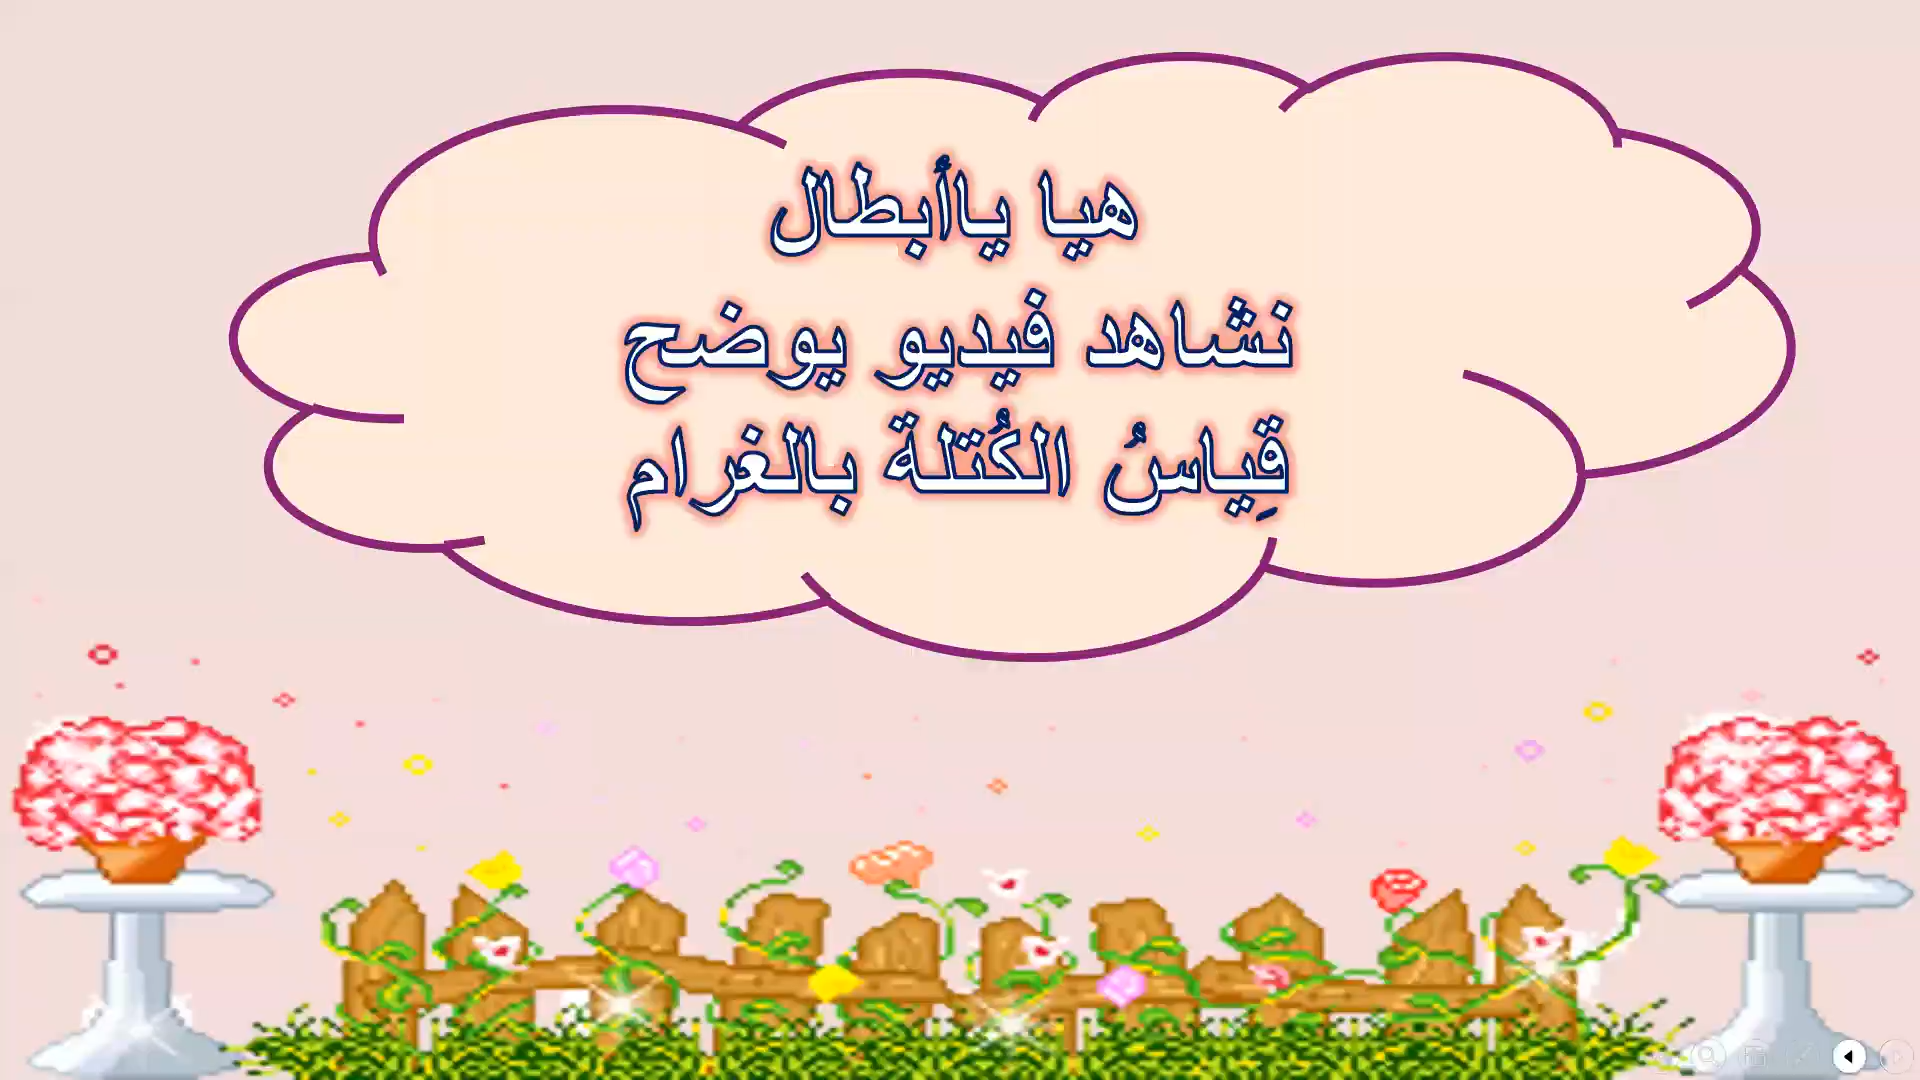 هيا ياأبطال
نشاهد فيديو يوضح
قِياسُ الكُتلة بالغرام